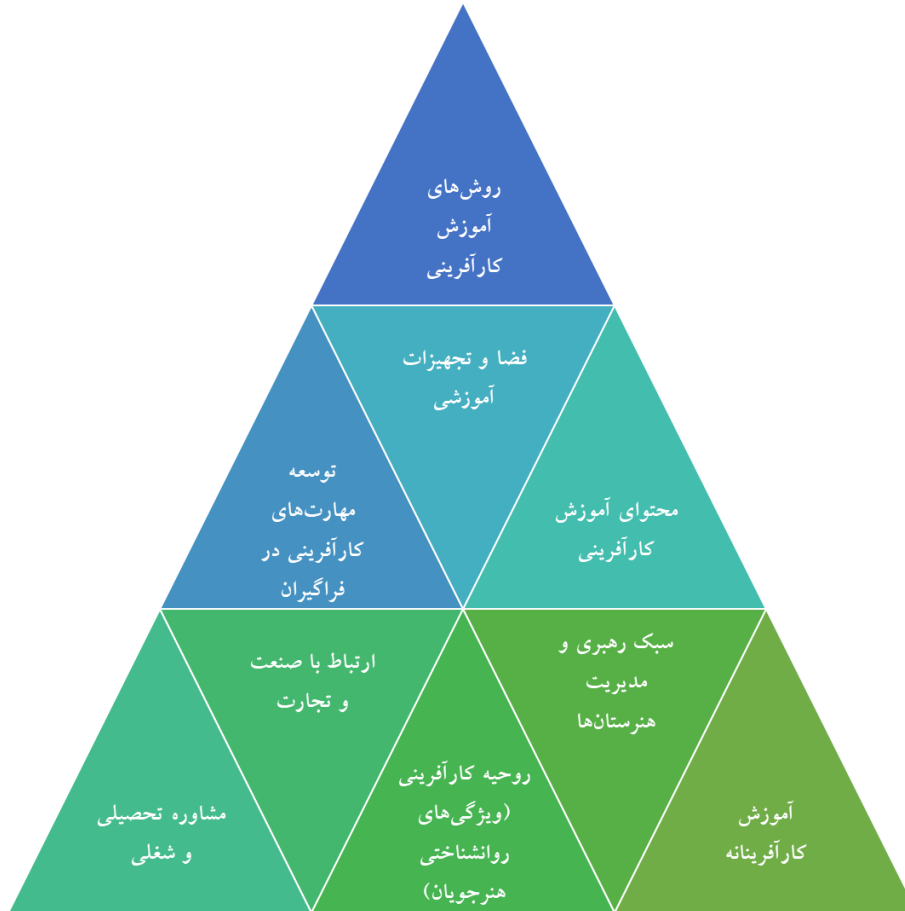 روش‌های
آموزش
کارآفرینی
فضا و تجهیزات
آموزشی
توسعه
مهارت‌های
کارآفرینی در
فراگیران
محتوای آموزش
کارآفرینی
سبک رهبری و
مدیریت
هنرستان‌ها
ارتباط با صنعت
و تجارت
آموزش
کارآفرینانه
روحیه کارآفرینی
(ویژگی‌های
روانشناختی
هنرجویان)
مشاوره تحصیلی
و شغلی